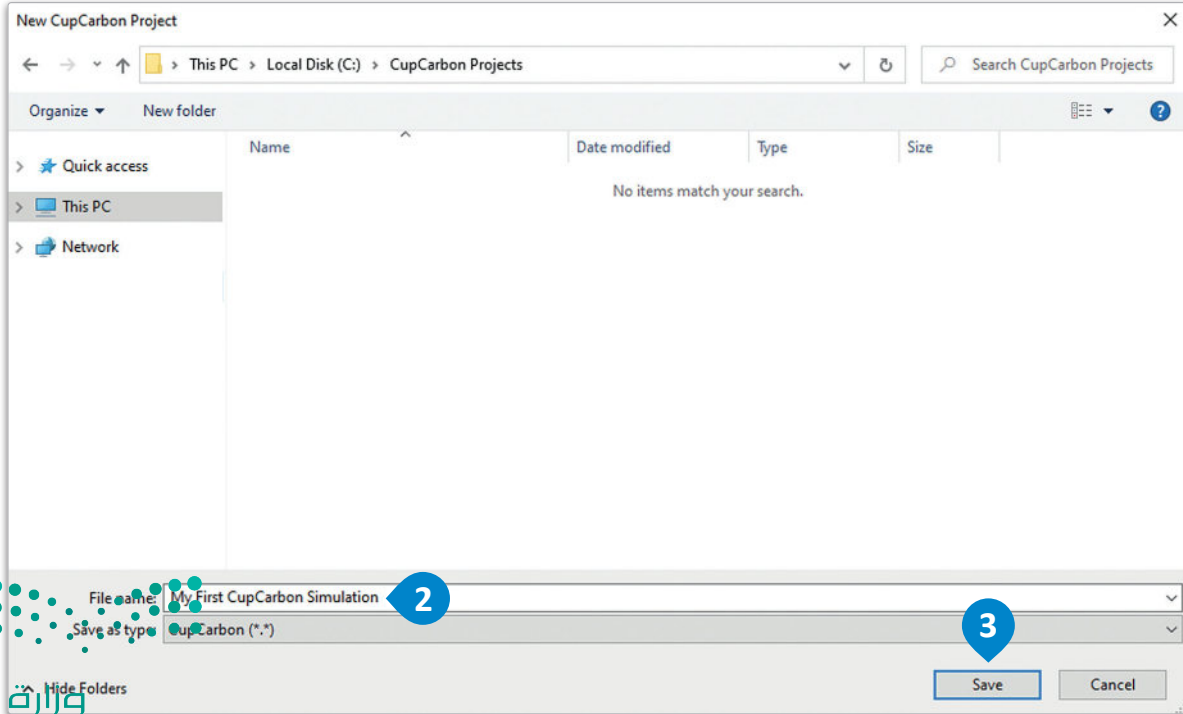 New CupCarbon Project
This PC > Local Disk (C:) > CupCarbon Projects
Search CupCarbon Projects
Organize New folder
Name Date modified Type Size
Quick access
No items match your search.
This PC
Network
File name: My First CupCarbon Simulation 2
Save as type: CupCarbon (*.*)
3
Hide Folders Save Cancel
وزارة